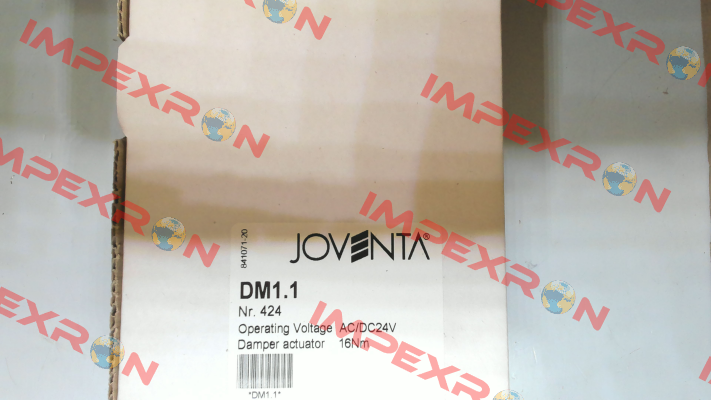 JOVENTA®
841071-20
DM1.1
Nr. 424
Operating Voltage AC/DC24V
Damper actuator 16Nm
*DM1.1*
IMPEXRON
IMPEXRON
IMPEXRON
IMPEXRON
IMPEXRON
IMPEXRON